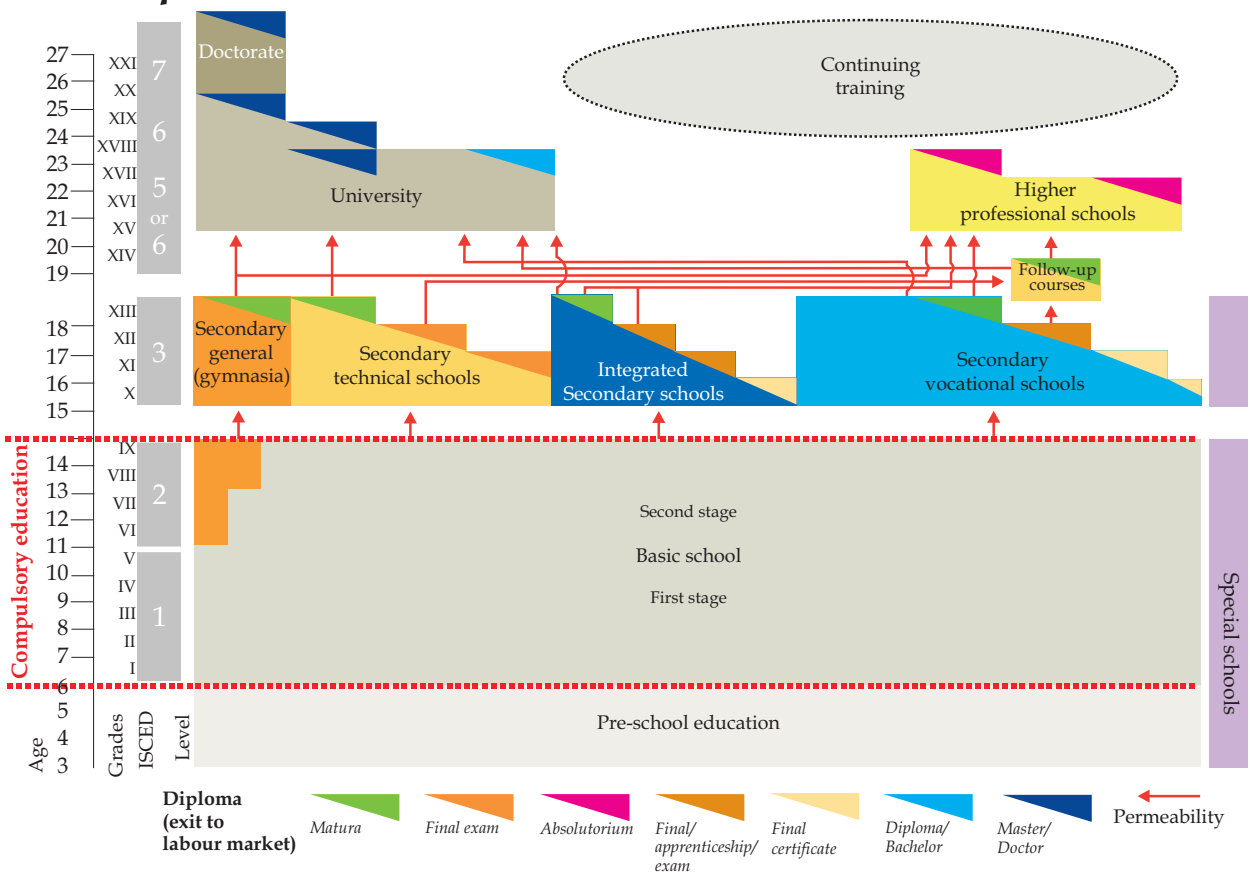 Doctorate
Continuing
training
University
Higher
professional schools
Follow-up
courses
Secondary
general
(gymnasia)
Secondary
technical schools
Integrated
Secondary schools
Secondary
vocational schools
Second stage
Basic school
First stage
Pre-school education
Special schools
Compulsory education
27
26
25
24
23
22
21
20
19
18
17
16
15
14
13
12
11
10
9
8
7
6
5
4
3
Age
XXI
XX
XIX
XVIII
XVII
XVI
XV
XIV
XIII
XII
XI
X
IX
VIII
VII
VI
V
IV
III
II
I
Grades
7
6
5
or
6
3
2
1
ISCED
Level
Diploma
(exit to
labour market)
Matura
Final exam
Absolutorium
Final/
apprenticeship/
exam
Final
certificate
Diploma/
Bachelor
Master/
Doctor
Permeability